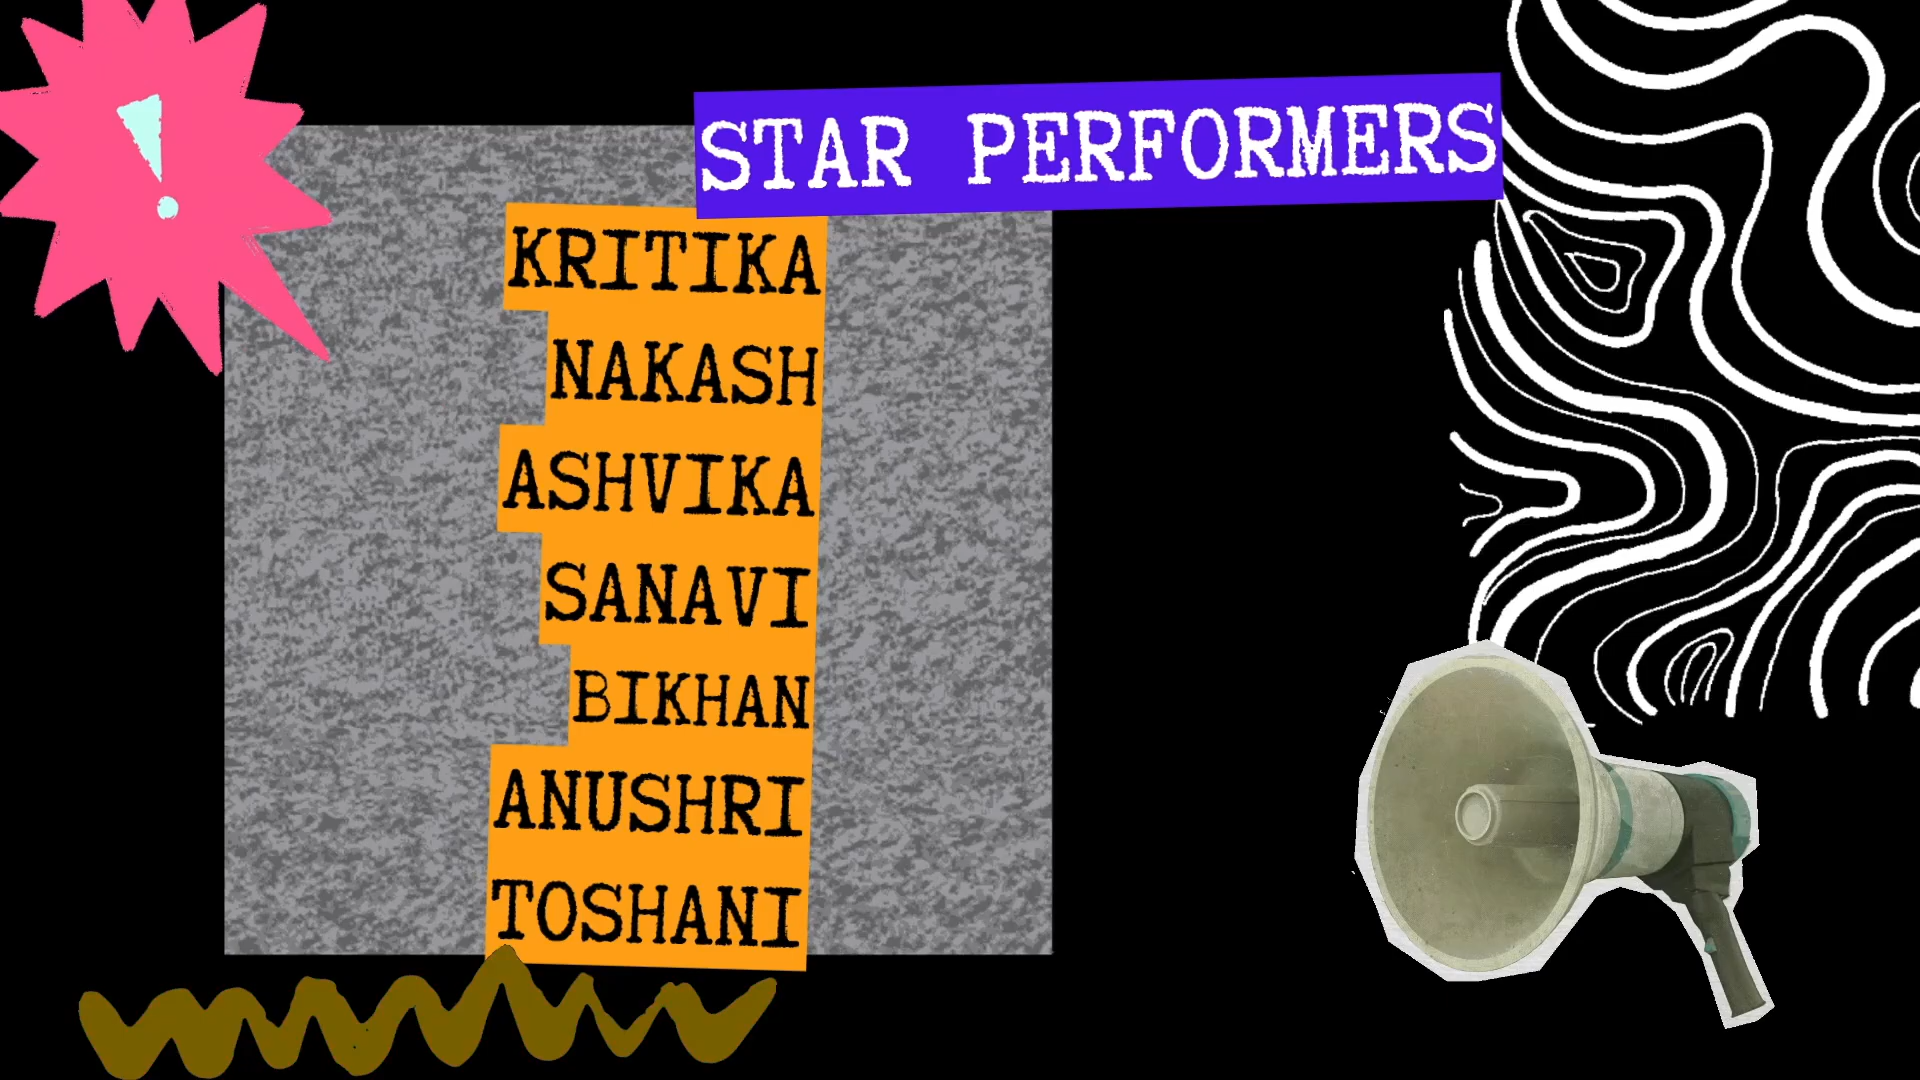 STAR PERFORMERS
KRITIKA
NAKASH
ASHVIKA
SANAVI
BIKHAN
ANUSHRI
TOSHANI